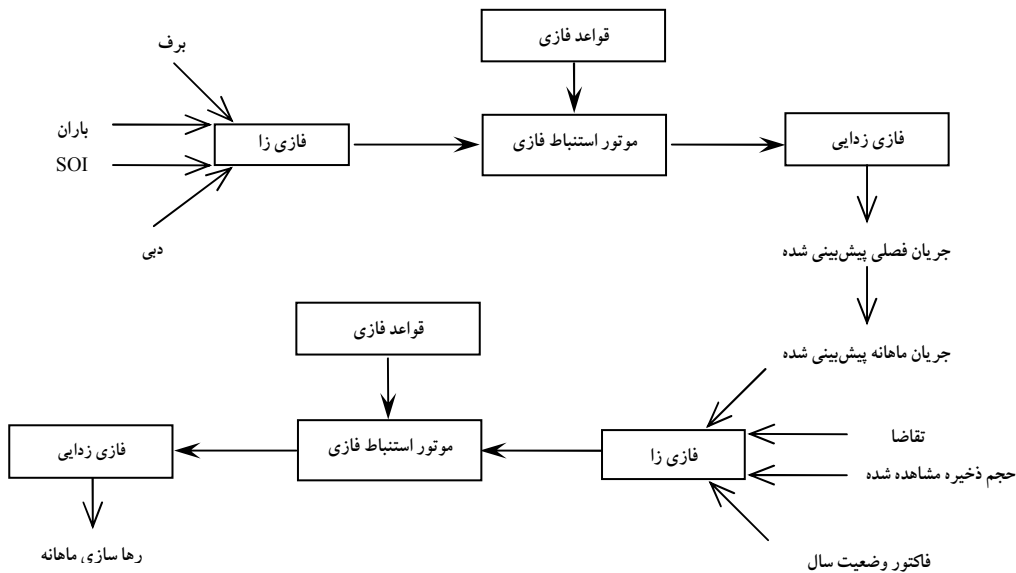 قواعد فازی
برف
باران
SOI
دبی
فازی زا
موتور استنباط فازی
فازی زدایی
جریان فصلی پیش‌بینی شده
جریان ماهانه پیش‌بینی شده
تقاضا
حجم ذخیره مشاهده شده
فاکتور وضعیت سال
فازی زا
قواعد فازی
موتور استنباط فازی
فازی زدایی
رها سازی ماهانه